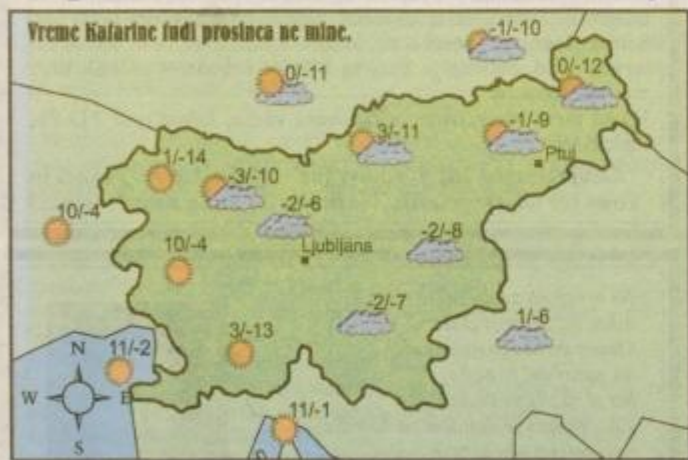 Vreme Katarine tudi prosinca ne mine.
-1/-10
0/-11
0/-12
3/-11
-1/-9
Ptuj
1/-14
-3/-10
10/-4
-2/-6
Ljubljana
-2/-8
10/-4
-2/-7
1/-6
3/-13
11/-2
N
W
E
S
11/-1